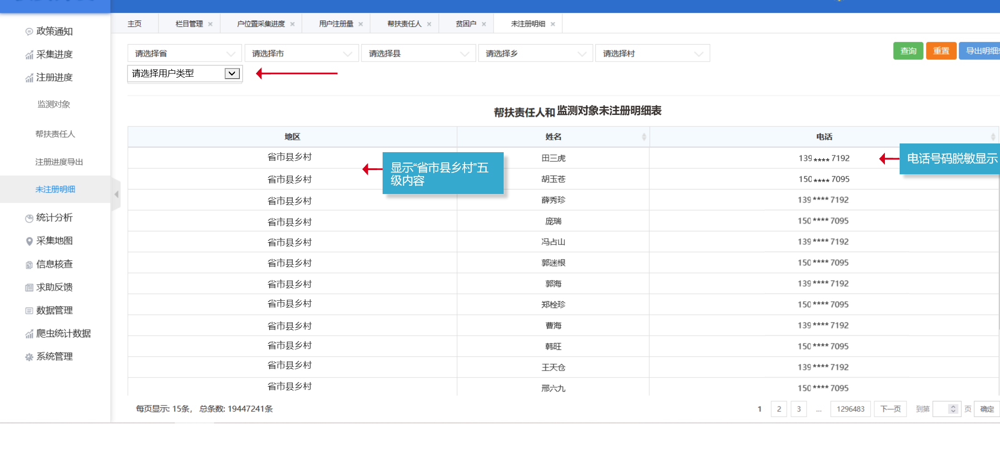 主页 栏目管理 × 户位置采集进度 × 用户注册量 × 帮扶责任人 × 贫困户 × 未注册明细 ×
政策通知
采集进度
注册进度
监测对象
帮扶责任人
注册进度导出
未注册明细
统计分析
采集地图
信息核查
求助反馈
数据管理
爬虫统计数据
系统管理
请选择省 请选择市 请选择县 请选择乡 请选择村
查询 重置 导出明细
请选择用户类型
帮扶责任人和监测对象未注册明细表
地区 姓名 电话
省市县乡村 田三虎 139****7192
省市县乡村 胡玉苍 150****7095
省市县乡村 薛秀珍 139****7192
省市县乡村 庞瑞 150****7095
省市县乡村 冯占山 139****7192
省市县乡村 郭迷根 150****7095
省市县乡村 郭海 139****7192
省市县乡村 郑栓珍 150****7095
省市县乡村 曹海 139****7192
省市县乡村 韩旺 150****7095
省市县乡村 王天仓 139****7192
省市县乡村 邢六九 150****7095
显示“省市县乡村”五
级内容
电话号码脱敏显示
每页显示: 15条， 总条数: 19447241条
1 2 3 ... 1296483 下一页 到第 页 确定